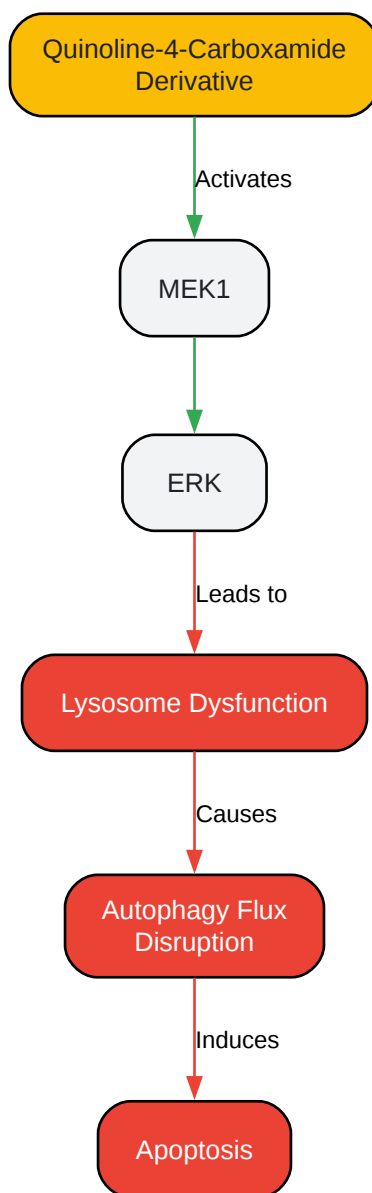 Quinoline-4-Carboxamide
Derivative
Activates
MEK1
ERK
Leads to
Lysosome Dysfunction
Causes
Autophagy Flux
Disruption
Induces
Apoptosis